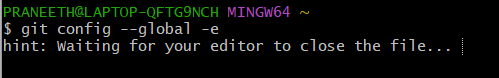 PRANEETH@LAPTOP-QFTG9NCH MINGW64 ~
$ git config --global -e
hint: Waiting for your editor to close the file...